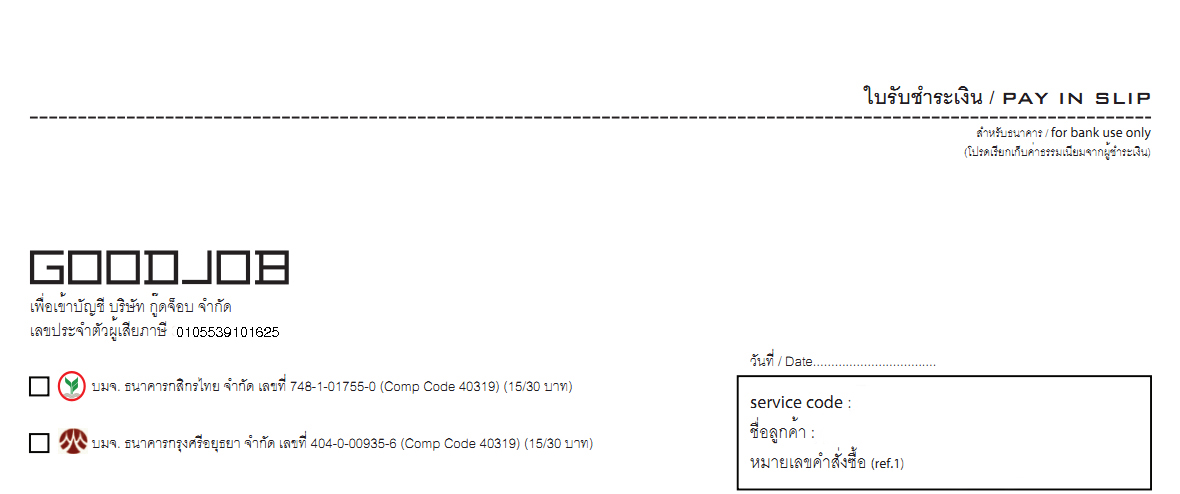 ใบรับชำระเงิน / PAY IN SLIP
สำหรับธนาคาร / for bank use only
(โปรดเรียกเก็บค่าธรรมเนียมจากผู้ชำระเงิน)
GOODJOB
เพื่อเข้าบัญชี บริษัท กู๊ดจ็อบ จำกัด
เลขประจำตัวผู้เสียภาษี 0105539101625
บมจ. ธนาคารกสิกรไทย จำกัด เลขที่ 748-1-01755-0 (Comp Code 40319) (15/30 บาท)
บมจ. ธนาคารกรุงศรีอยุธยา จำกัด เลขที่ 404-0-00935-6 (Comp Code 40319) (15/30 บาท)
วันที่ / Date..................................
service code :
ชื่อลูกค้า :
หมายเลขคำสั่งซื้อ (ref.1)